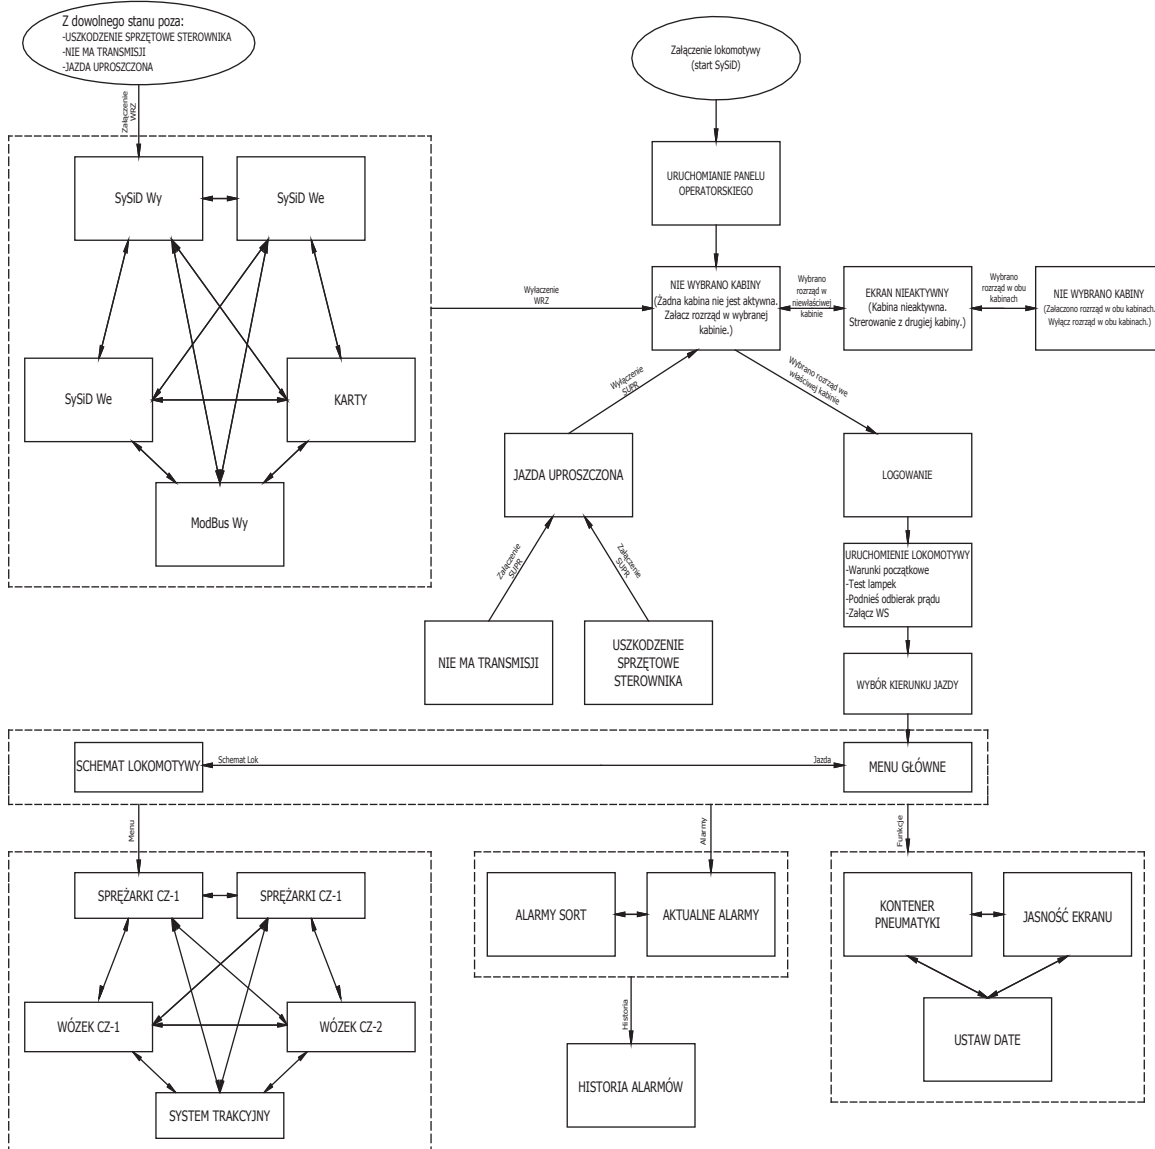 Z dowolnego stanu poza:
-USZKODZENIE SPRZĘTOWE STEROWNIKA
-NIE MA TRANSMISJI
-JAZDA UPROSZCZONA
Załączenie
WRZ
SySiD Wy
SySiD We
SySiD We
KARTY
ModBus Wy
Wyłaczenie
WRZ
Załączenie lokomotywy
(start SySiD)
URUCHOMIANIE PANELU
OPERATORSKIEGO
NIE WYBRANO KABINY
(Żadna kabina nie jest aktywna.
Załacz rozrząd w wybranej
kabinie.)
Wybrano
rozrząd w
niewłaściwej
kabinie
EKRAN NIEAKTYWNY
(Kabina nieaktywna.
Strerowanie z drugiej kabiny.)
Wybrano
rozrząd w obu
kabinach
NIE WYBRANO KABINY
(Załaczono rozrząd w obu kabinach.
Wyłącz rozrząd w obu kabinach.)
Wyłączenie
SUPR
Wybrano rozrząd we
właściwej kabinie
JAZDA UPROSZCZONA
LOGOWANIE
Załączenie
SUPR
Załączenie
SUPR
NIE MA TRANSMISJI
USZKODZENIE
SPRZĘTOWE
STEROWNIKA
URUCHOMIENIE LOKOMOTYWY
-Warunki początkowe
-Test lampek
-Podnieś odbierak prądu
-Załącz WS
WYBÓR KIERUNKU JAZDY
SCHEMAT LOKOMOTYWY
Schemat Lok
Jazda
MENU GŁÓWNE
Menu
Alarmy
Funkcje
SPRĘŻARKI CZ-1
SPRĘŻARKI CZ-1
WÓZEK CZ-1
WÓZEK CZ-2
SYSTEM TRAKCYJNY
ALARMY SORT
AKTUALNE ALARMY
Historia
HISTORIA ALARMÓW
KONTENER
PNEUMATYKI
JASNOŚĆ EKRANU
USTAW DATE